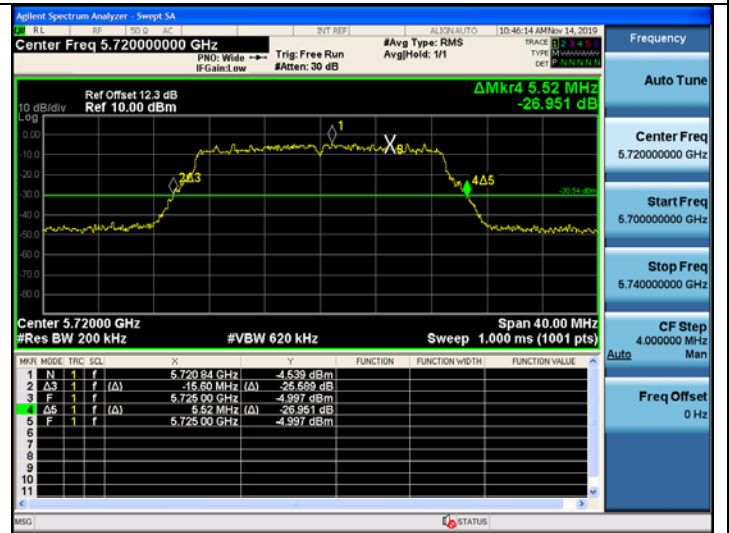 Agilent Spectrum Analyzer - Swept SA
RL RF 50 Ω AC INT REF ALIGNAUTO 10:46:14 AM Nov 14, 2019
Center Freq 5.720000000 GHz #Avg Type: RMS TRACE 1 2 3 4 5 6
PNO: Wide Trig: Free Run Avg|Hold: 1/1 TYPE
IFGain:Low #Atten: 30 dB DET P N N N N N
ΔMkr4 5.52 MHz
Ref Offset 12.3 dB
10 dB/div Ref 10.00 dBm -26.951 dB
Log
0.00
-10.0
-20.0
-30.0
-40.0
-50.0
-60.0
-70.0
-80.0
1
2Δ3
4Δ5
-30.54 dBm
Center 5.72000 GHz Span 40.00 MHz
#Res BW 200 kHz #VBW 620 kHz Sweep 1.000 ms (1001 pts)
MKR MODE TRC SCL X Y FUNCTION FUNCTION WIDTH FUNCTION VALUE
1 N 1 f 5.720 84 GHz -4.539 dBm
2 Δ3 1 f (Δ) -15.60 MHz (Δ) -25.589 dB
3 F 1 f 5.725 00 GHz -4.997 dBm
4 Δ5 1 f (Δ) 5.52 MHz (Δ) -26.951 dB
5 F 1 f 5.725 00 GHz -4.997 dBm
6
7
8
9
10
11
MSG STATUS
Frequency
Auto Tune
Center Freq
5.720000000 GHz
Start Freq
5.700000000 GHz
Stop Freq
5.740000000 GHz
CF Step
4.000000 MHz
Auto Man
Freq Offset
0 Hz